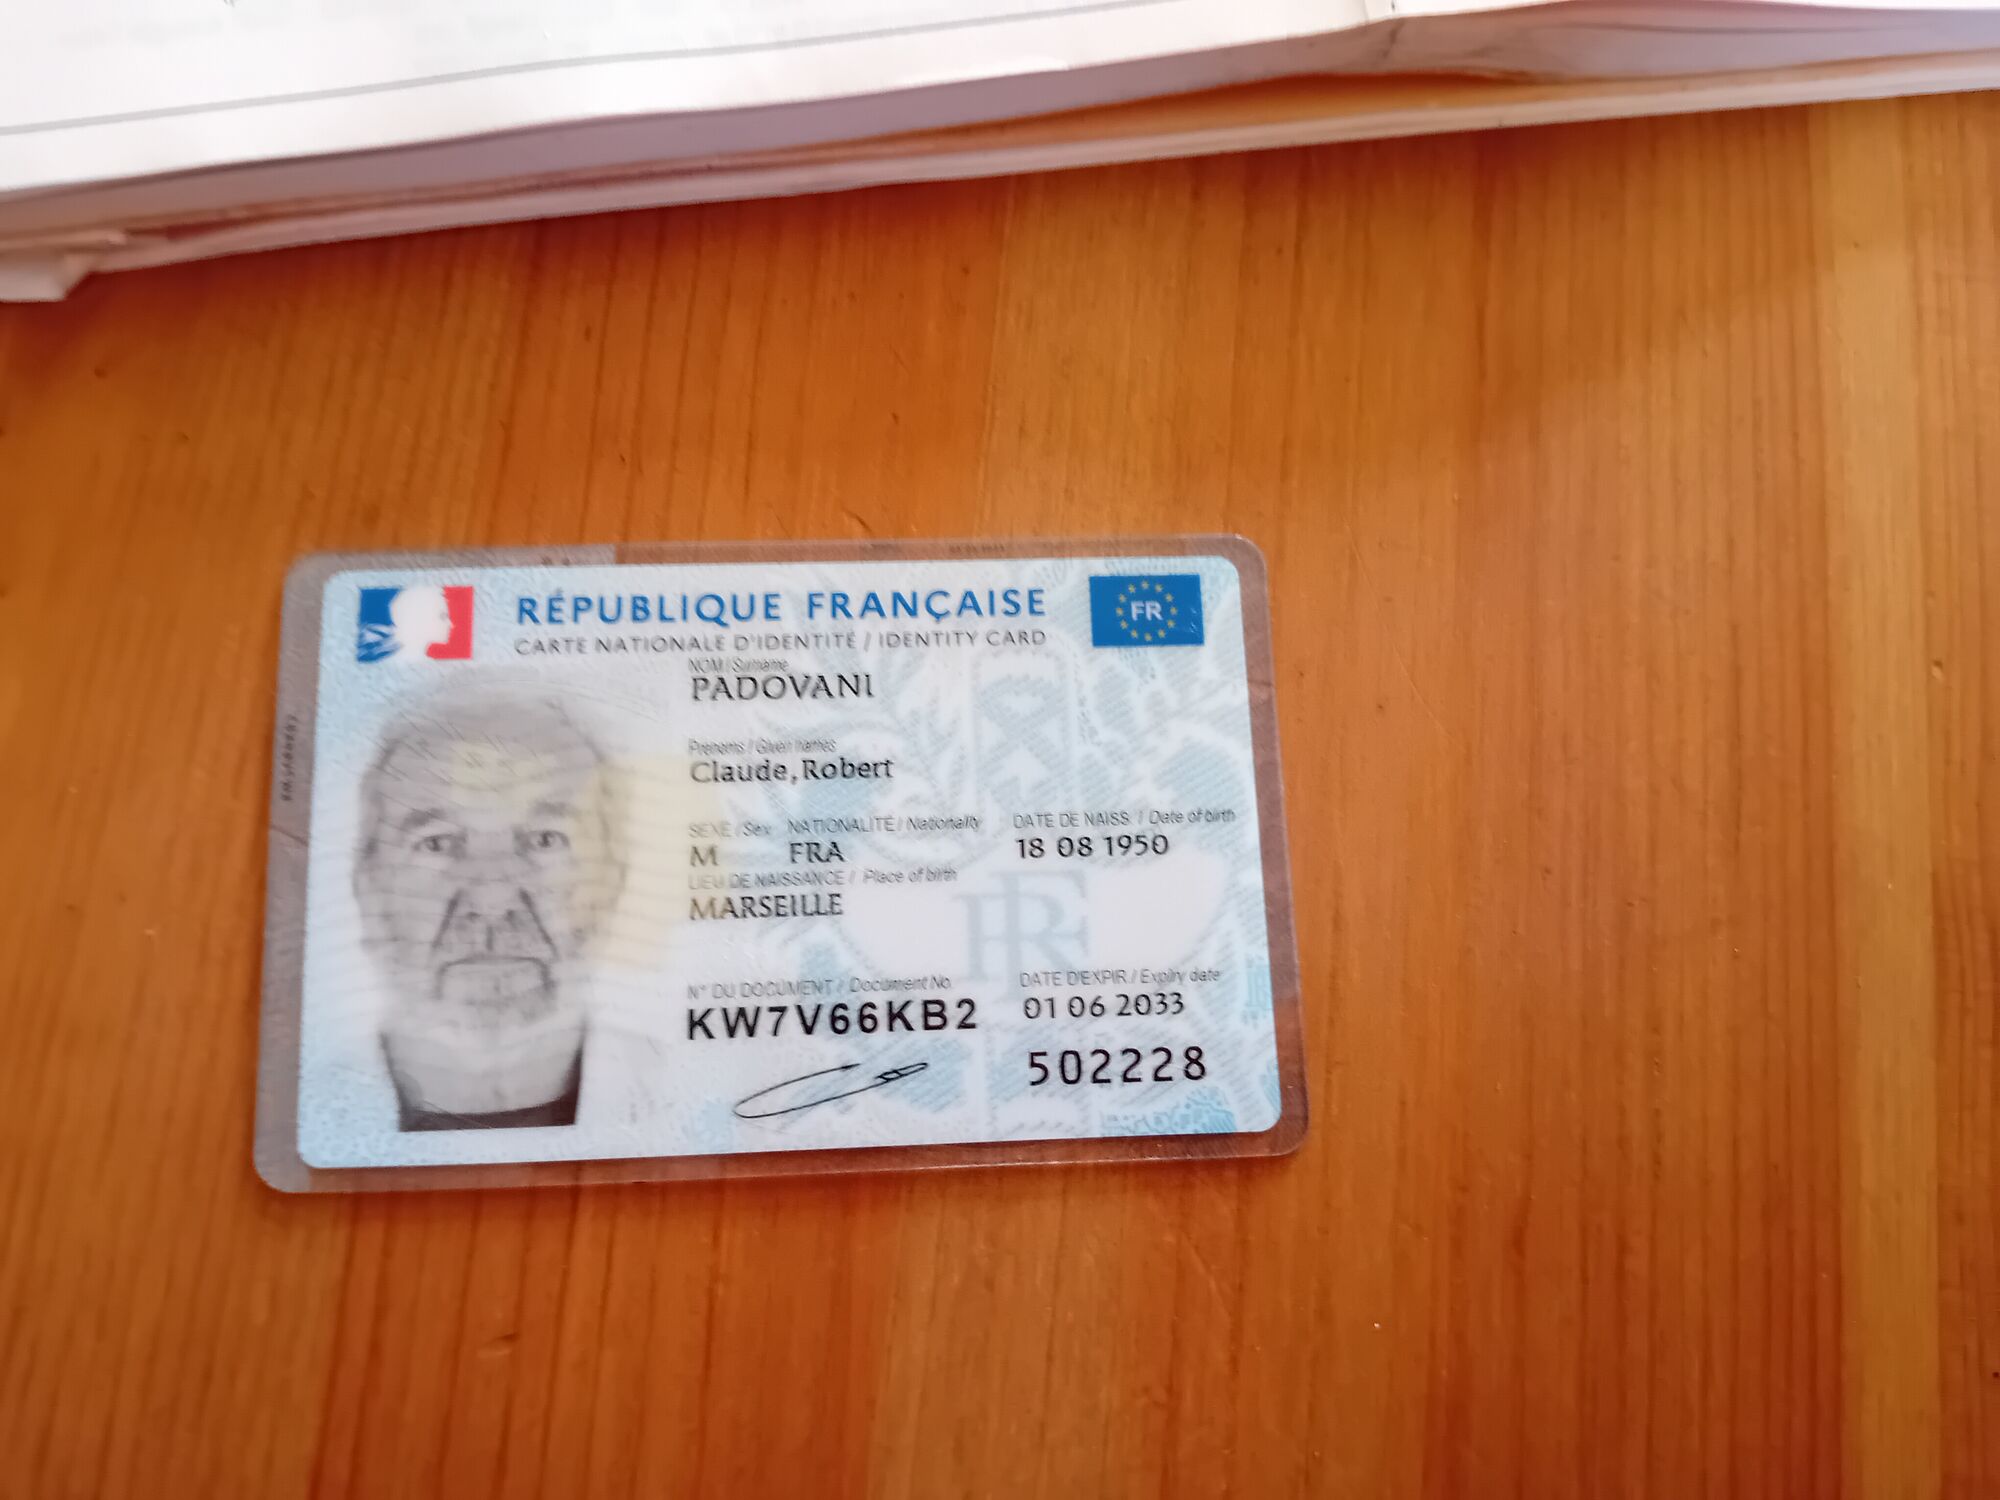 RÉPUBLIQUE FRANÇAISE
FR
CARTE NATIONALE D'IDENTITÉ / IDENTITY CARD
NOM / Surname
PADOVANI
Prénoms / Given names
Claude, Robert
SEXE / Sex NATIONALITÉ / Nationality DATE DE NAISS / Date of birth
M FRA 18 08 1950
LIEU DE NAISSANCE / Place of birth
MARSEILLE
RF
N° DU DOCUMENT / Document No. DATE D'EXPIR / Expiry date
KW7V66KB2 01 06 2033
502228